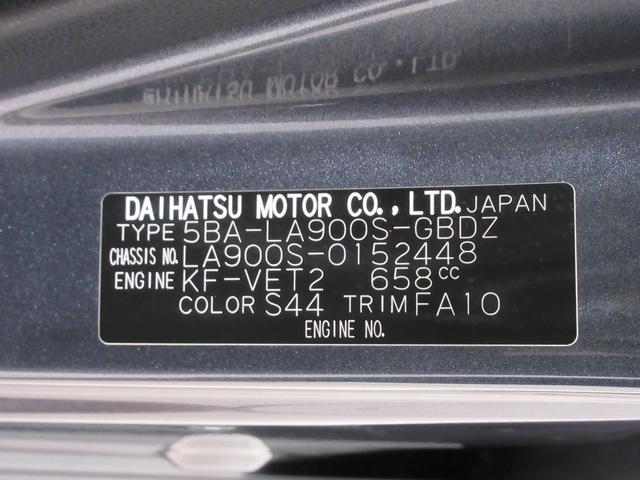 DAIHATSU MOTOR CO., LTD. JAPAN
TYPE 5BA-LA900S-GBDZ
CHASSIS NO. LA900S-0152448
ENGINE KF-VET2 658cc
COLOR S44 TRIM FA10
ENGINE NO.